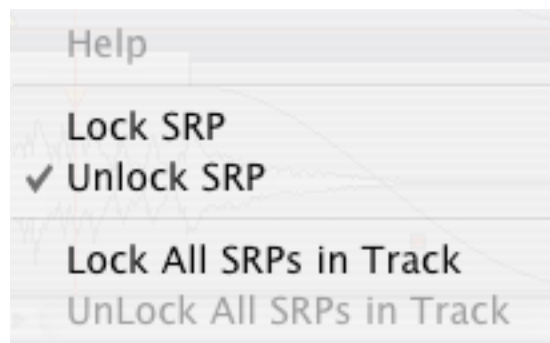 Help
Lock SRP
Unlock SRP
Lock All SRPs in Track
UnLock All SRPs in Track